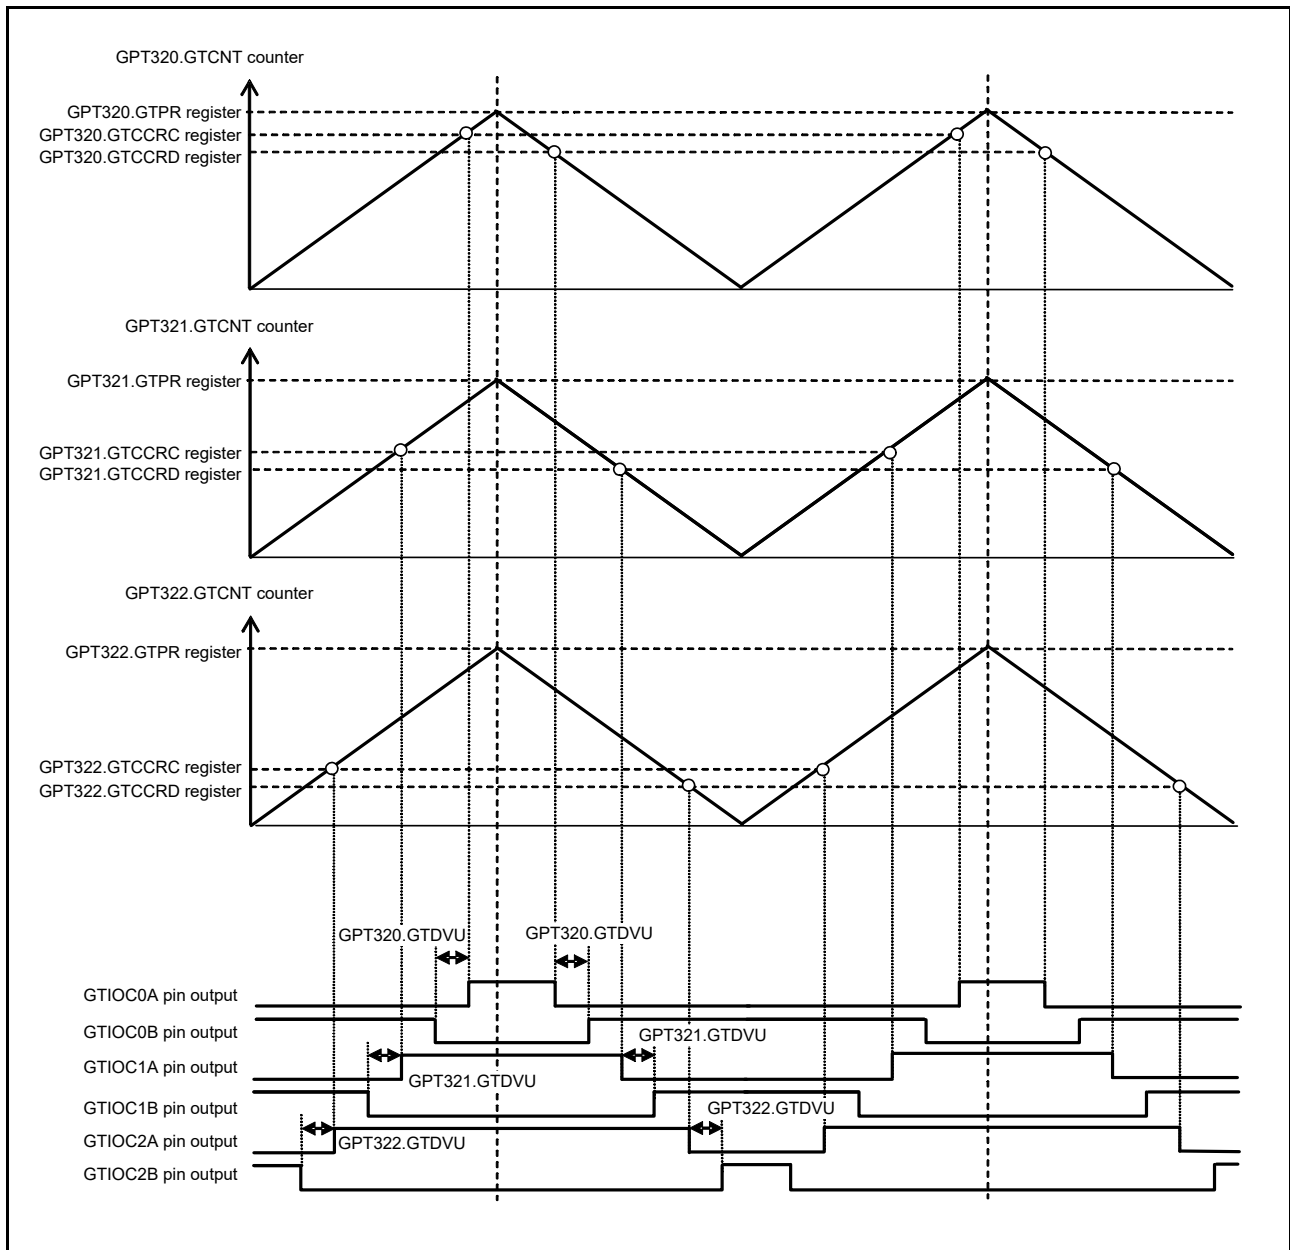 GPT320.GTCNT counter
GPT320.GTPR register
GPT320.GTCCRC register
GPT320.GTCCRD register
GPT321.GTCNT counter
GPT321.GTPR register
GPT321.GTCCRC register
GPT321.GTCCRD register
GPT322.GTCNT counter
GPT322.GTPR register
GPT322.GTCCRC register
GPT322.GTCCRD register
GPT320.GTDVU
GPT320.GTDVU
GTIOC0A pin output
GTIOC0B pin output
GPT321.GTDVU
GTIOC1A pin output
GPT321.GTDVU
GTIOC1B pin output
GPT322.GTDVU
GTIOC2A pin output
GPT322.GTDVU
GTIOC2B pin output